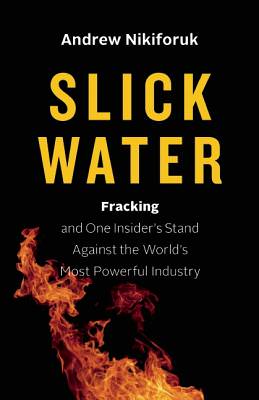 Andrew Nikiforuk
SLICK
WATER
Fracking
and One Insider's Stand
Against the World's
Most Powerful Industry